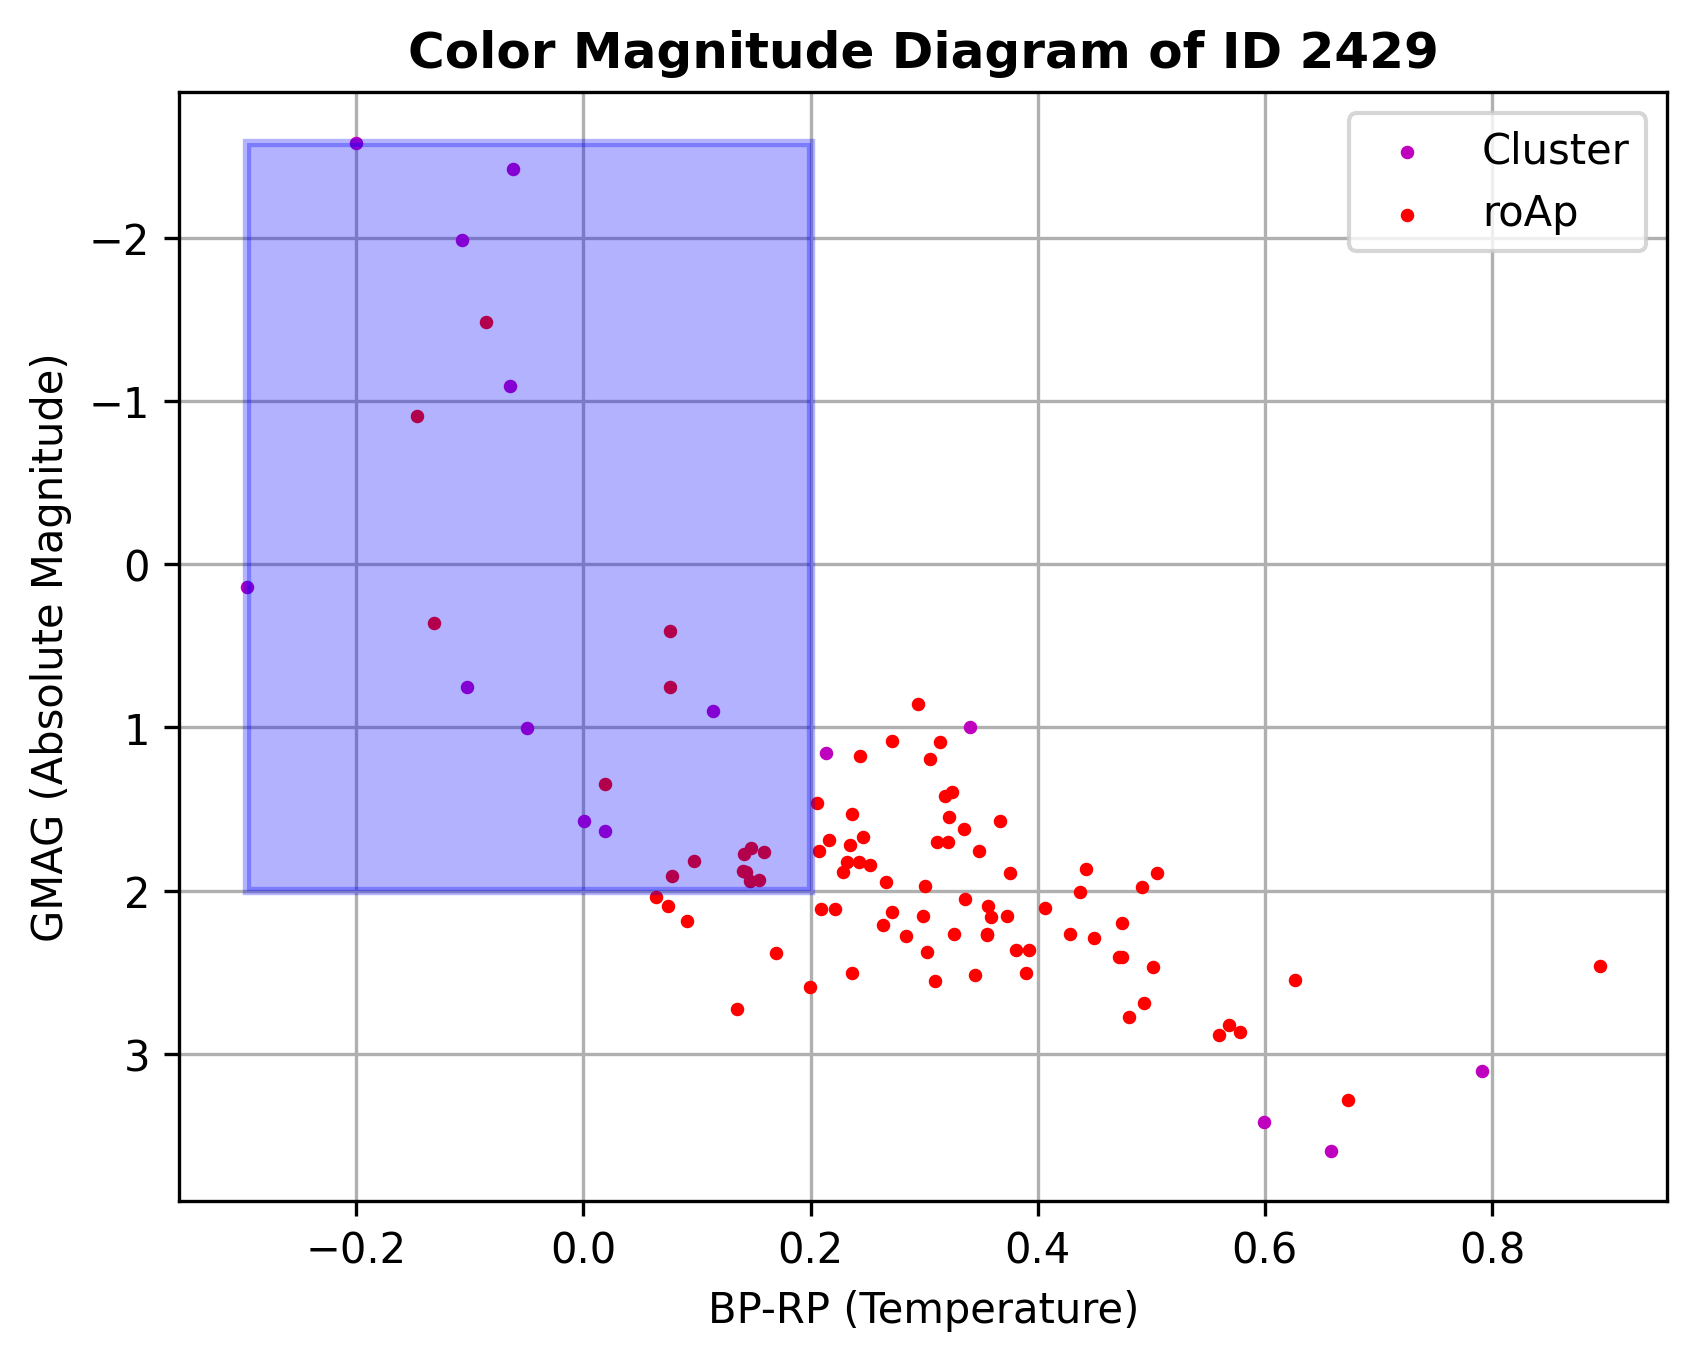 Color Magnitude Diagram of ID 2429
Cluster
roAp
GMAG (Absolute Magnitude)
−2
−1
0
1
2
3
−0.2 0.0 0.2 0.4 0.6 0.8
BP-RP (Temperature)